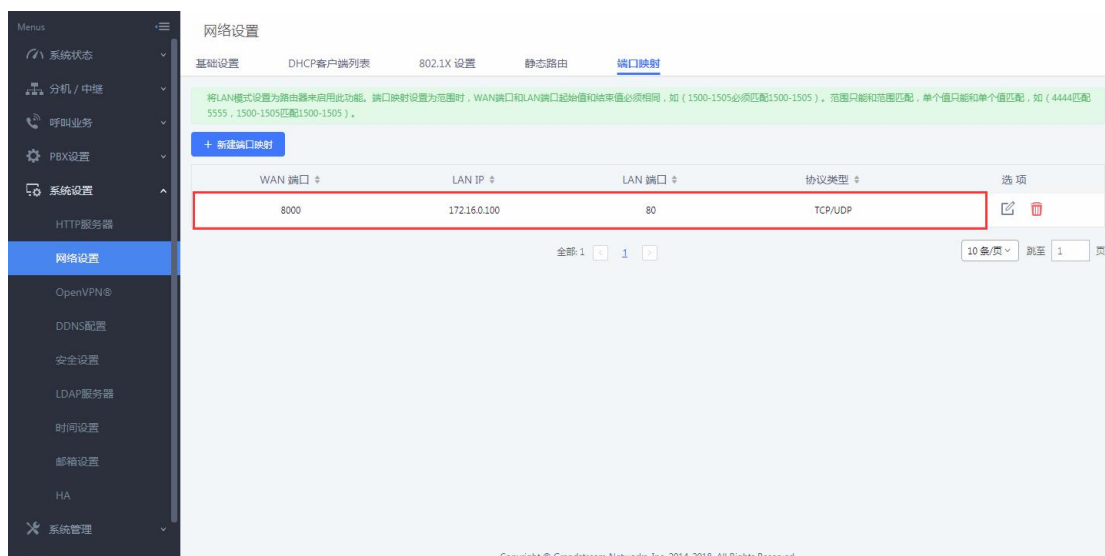 Menus
系统状态
分机 / 中继
呼叫业务
PBX设置
系统设置
HTTP服务器
网络设置
OpenVPN®
DDNS配置
安全设置
LDAP服务器
时间设置
邮箱设置
HA
系统管理
网络设置
基础设置 DHCP客户端列表 802.1X 设置 静态路由 端口映射
将LAN模式设置为路由器来启用此功能。端口映射设置为范围时，WAN端口和LAN端口起始值和结束值必须相同，如（1500-1505必须匹配1500-1505）。范围只能和范围匹配，单个值只能和单个值匹配，如（4444匹配
5555，1500-1505匹配1500-1505）。
+ 新建端口映射
WAN 端口 LAN IP LAN 端口 协议类型 选项
8000 172.16.0.100 80 TCP/UDP
全部: 1 < 1 > 10 条/页 跳至 1 页
Copyright © Grandstream Networks, Inc. 2014-2018. All Rights Reserved.